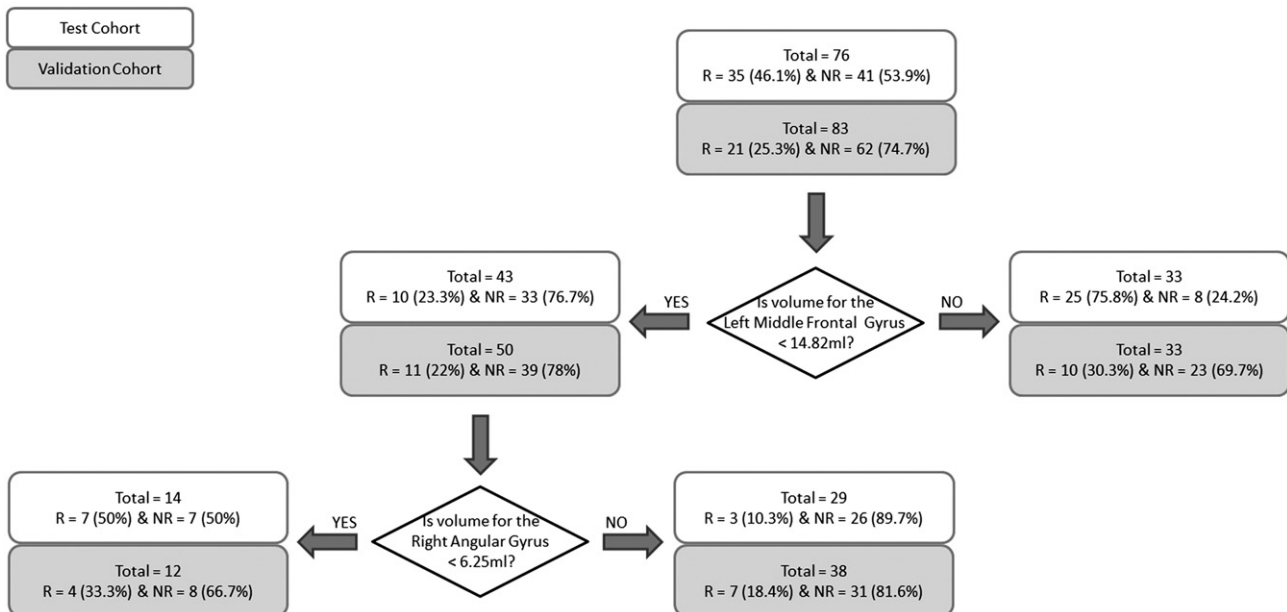 Test Cohort
Validation Cohort
Total = 76
R = 35 (46.1%) & NR = 41 (53.9%)
Total = 83
R = 21 (25.3%) & NR = 62 (74.7%)
Total = 43
R = 10 (23.3%) & NR = 33 (76.7%)
Total = 50
R = 11 (22%) & NR = 39 (78%)
YES
Is volume for the
Left Middle Frontal Gyrus
< 14.82ml?
NO
Total = 33
R = 25 (75.8%) & NR = 8 (24.2%)
Total = 33
R = 10 (30.3%) & NR = 23 (69.7%)
Total = 14
R = 7 (50%) & NR = 7 (50%)
Total = 12
R = 4 (33.3%) & NR = 8 (66.7%)
YES
Is volume for the
Right Angular Gyrus
< 6.25ml?
NO
Total = 29
R = 3 (10.3%) & NR = 26 (89.7%)
Total = 38
R = 7 (18.4%) & NR = 31 (81.6%)